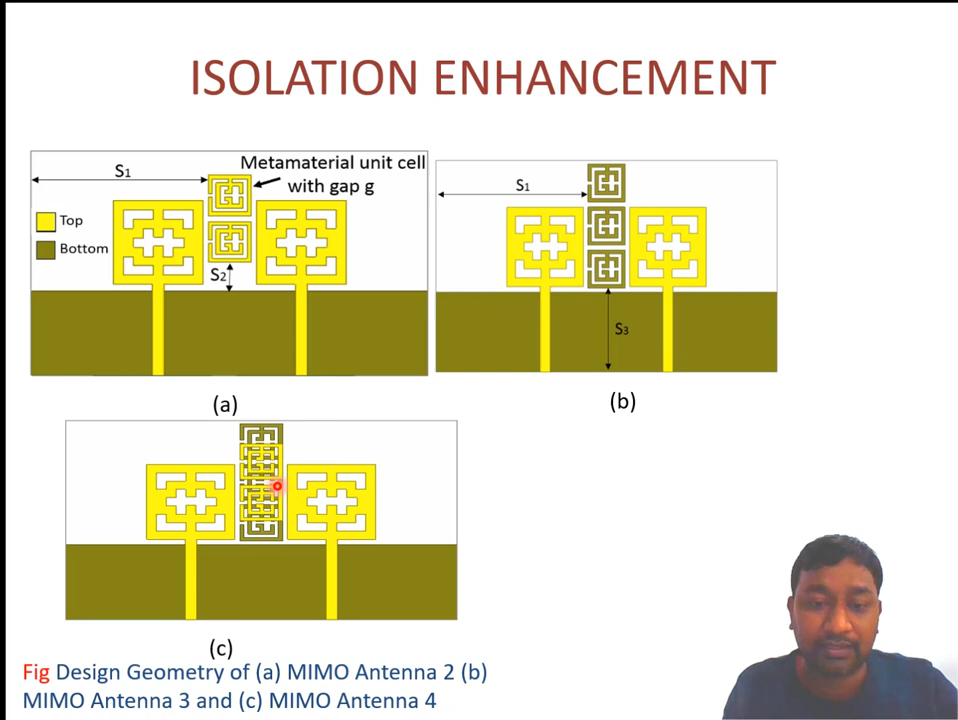 ISOLATION ENHANCEMENT
S1
Metamaterial unit cell
with gap g
Top
Bottom
S2
(a)
S1
S3
(b)
(c)
Fig Design Geometry of (a) MIMO Antenna 2 (b)
MIMO Antenna 3 and (c) MIMO Antenna 4